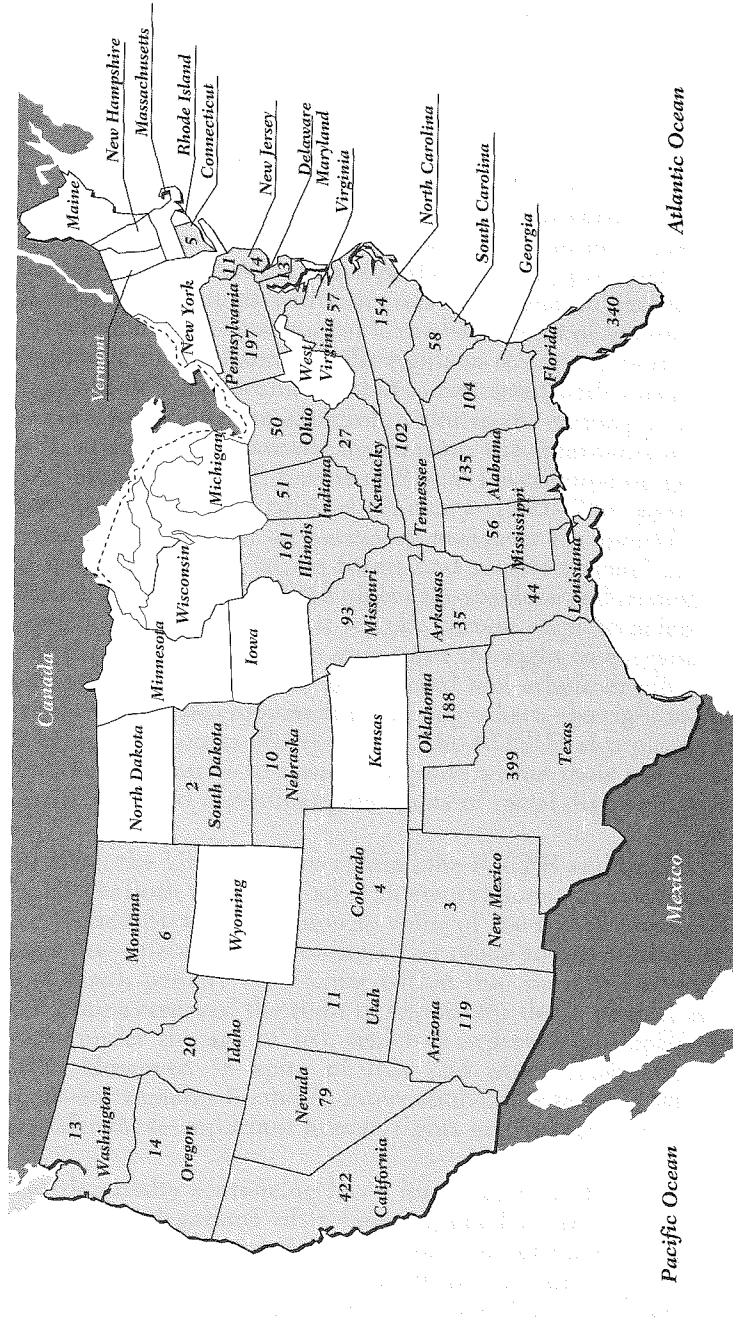 Canada
Vermont
Maine
New Hampshire
Massachusetts
Rhode Island
Connecticut
5
New York
New Jersey
11
Delaware
4
Maryland
13
Virginia
57
Pennsylvania
197
West
Virginia
North Carolina
154
South Carolina
58
Georgia
104
Florida
340
Ohio
50
Indiana
51
Michigan
Illinois
161
Kentucky
27
Tennessee
102
Alabama
135
Mississippi
56
Louisiana
44
Wisconsin
Minnesota
Iowa
93
Missouri
Arkansas
35
North Dakota
2
South Dakota
10
Nebraska
Kansas
Oklahoma
188
399
Texas
Montana
6
Wyoming
Colorado
4
3
New Mexico
20
Idaho
11
Utah
Arizona
119
13
Washington
14
Oregon
Nevada
79
422
California
Pacific Ocean
Mexico
Atlantic Ocean